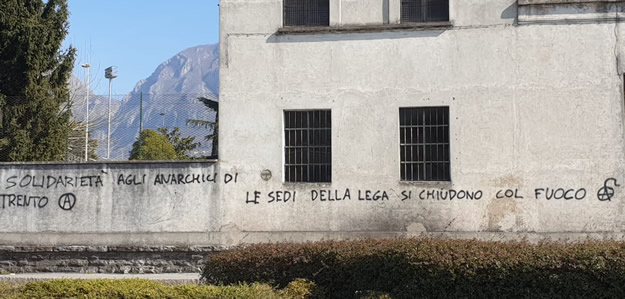 SOLIDARIETÀ AGLI ANARCHICI DI
TRENTO Ⓐ
LE SEDI DELLA LEGA SI CHIUDONO COL FUOCO Ⓐ